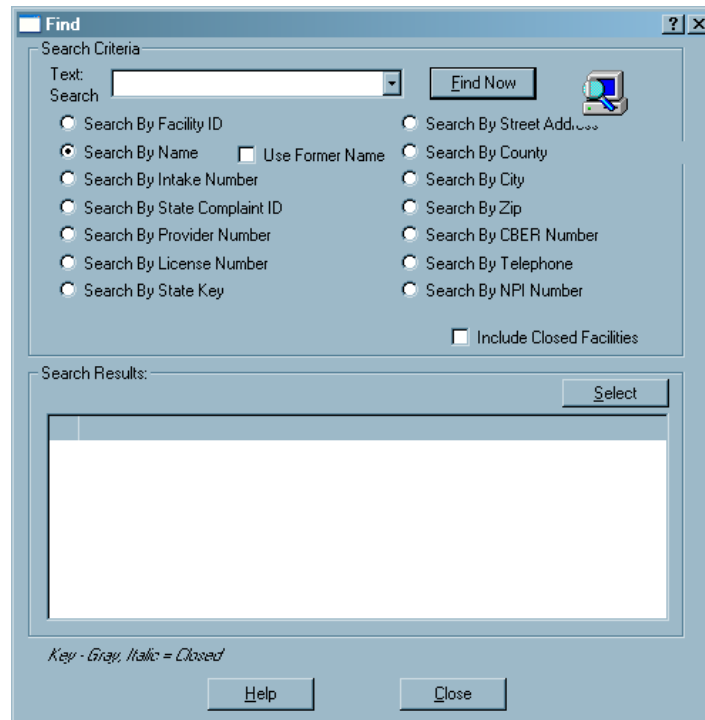 Find
Search Criteria
Text:
Search
Find Now
Search By Facility ID
Search By Name
Use Former Name
Search By Intake Number
Search By State Complaint ID
Search By Provider Number
Search By License Number
Search By State Key
Search By Street Address
Search By County
Search By City
Search By Zip
Search By CBER Number
Search By Telephone
Search By NPI Number
Include Closed Facilities
Search Results:
Select
Key - Gray, Italic = Closed
Help
Close